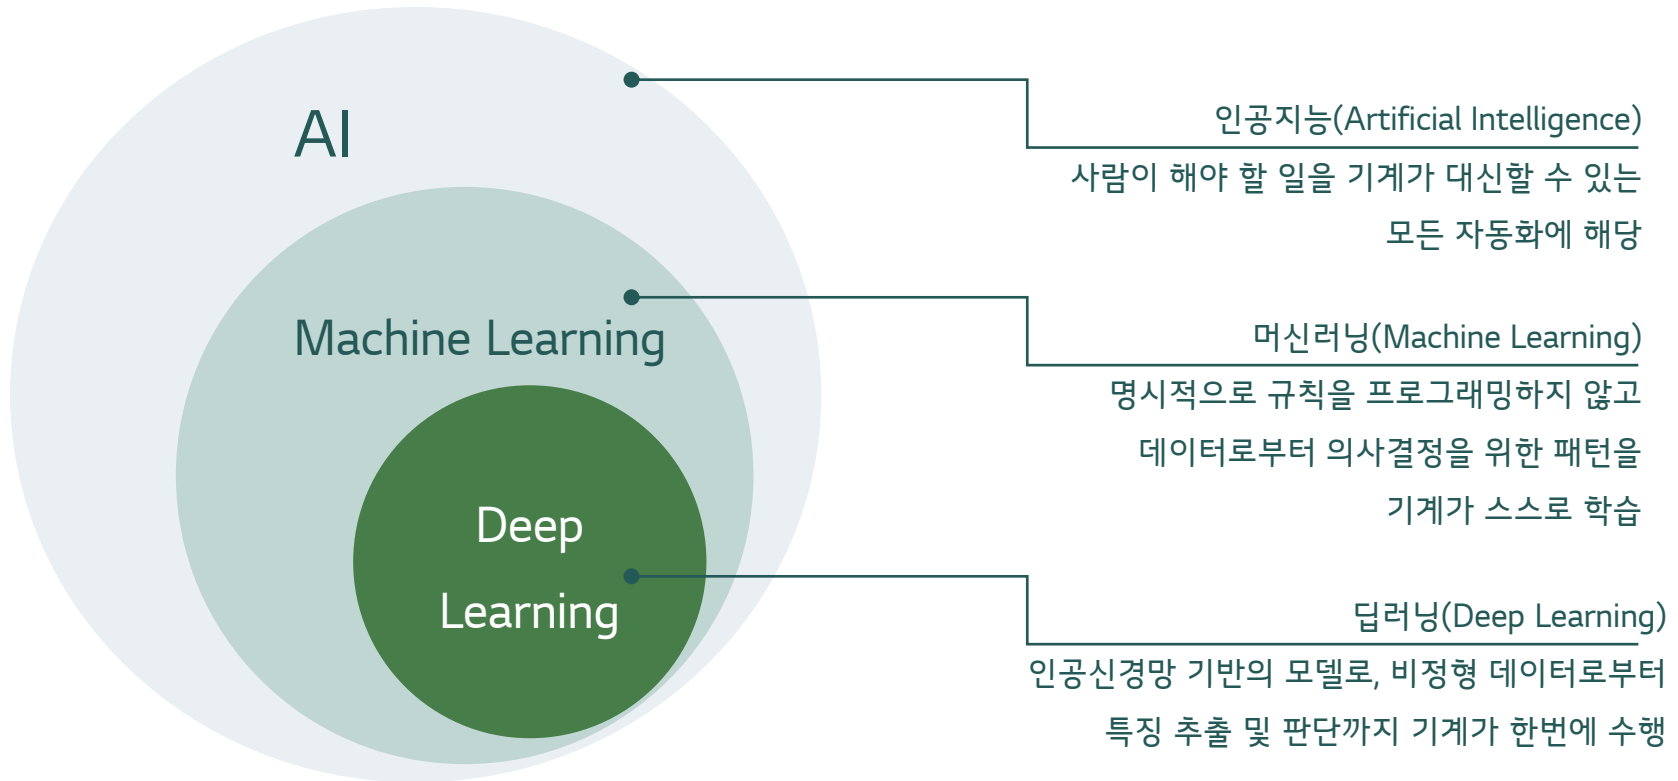 AI
Machine Learning
Deep
Learning
인공지능(Artificial Intelligence)
사람이 해야 할 일을 기계가 대신할 수 있는
모든 자동화에 해당
머신러닝(Machine Learning)
명시적으로 규칙을 프로그래밍하지 않고
데이터로부터 의사결정을 위한 패턴을
기계가 스스로 학습
딥러닝(Deep Learning)
인공신경망 기반의 모델로, 비정형 데이터로부터
특징 추출 및 판단까지 기계가 한번에 수행